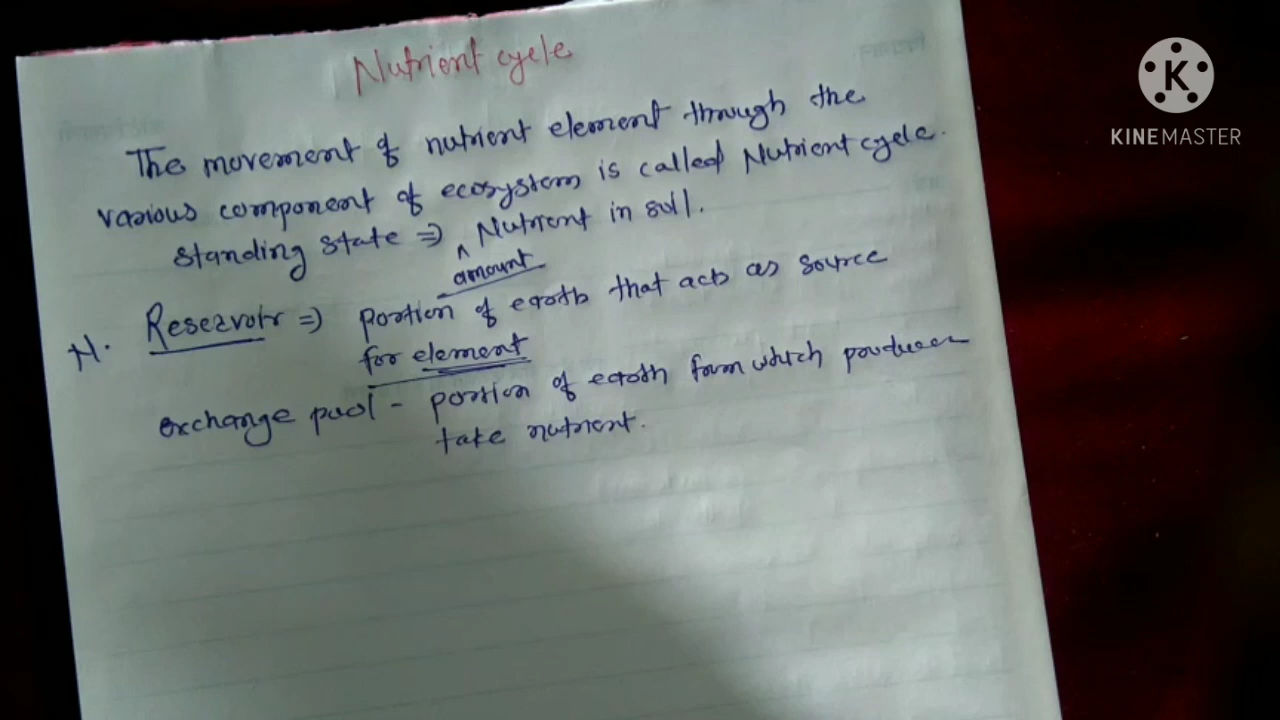 Nutrient cycle
The movement of nutrient element through the
various component of ecosystem is called Nutrient cycle.
standing state ⇒ ^ Nutrient in soil.
amount
N. Reservoir ⇒ portion of earth that acts as source
for element
exchange pool - portion of earth form which producer
take nutrient.
K
KINEMASTER